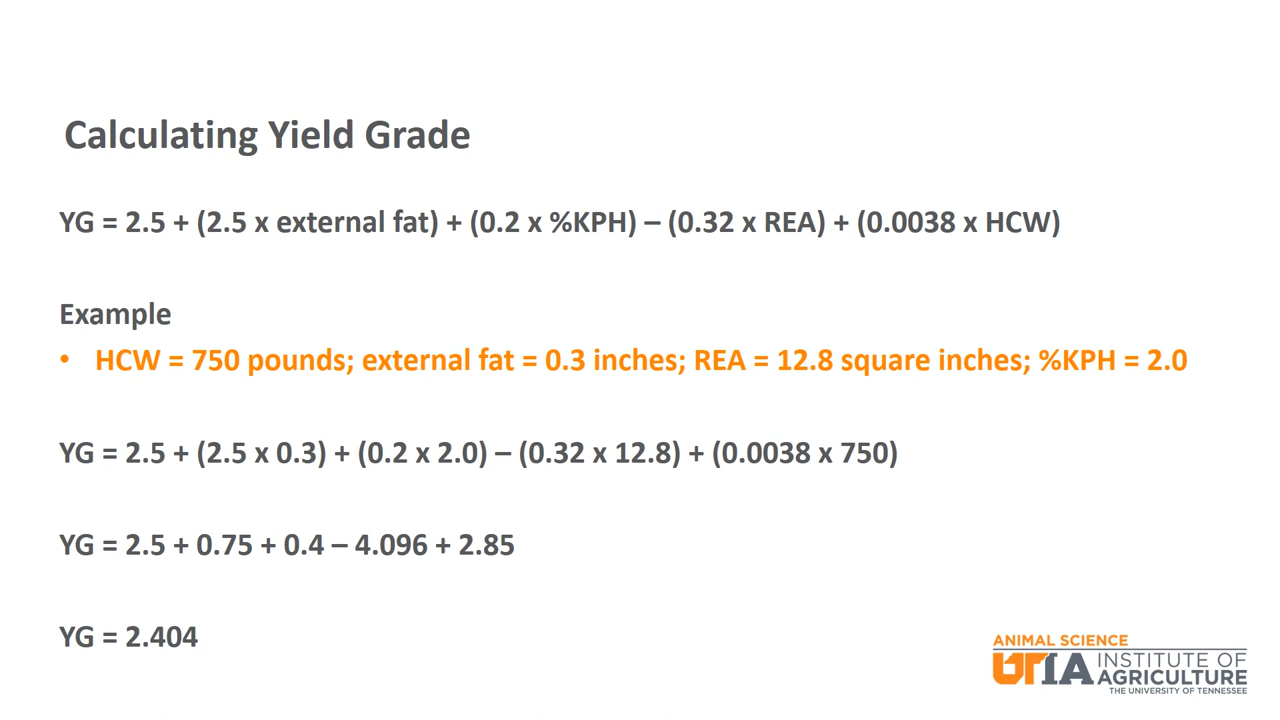 Calculating Yield Grade
YG = 2.5 + (2.5 x external fat) + (0.2 x %KPH) – (0.32 x REA) + (0.0038 x HCW)
Example
• HCW = 750 pounds; external fat = 0.3 inches; REA = 12.8 square inches; %KPH = 2.0
YG = 2.5 + (2.5 x 0.3) + (0.2 x 2.0) – (0.32 x 12.8) + (0.0038 x 750)
YG = 2.5 + 0.75 + 0.4 – 4.096 + 2.85
YG = 2.404
ANIMAL SCIENCE
UTIA INSTITUTE OF
AGRICULTURE
THE UNIVERSITY OF TENNESSEE